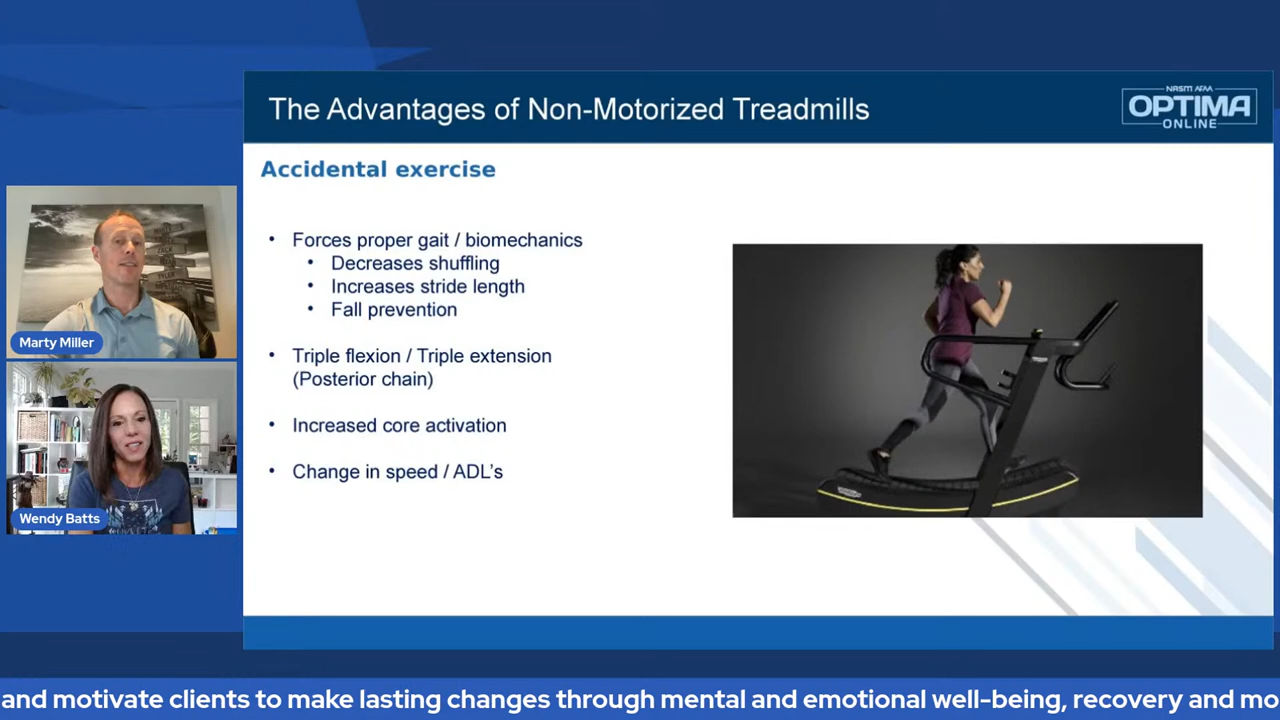 The Advantages of Non-Motorized Treadmills
NASM AFAA
OPTIMA
ONLINE
Accidental exercise
• Forces proper gait / biomechanics
• Decreases shuffling
• Increases stride length
• Fall prevention
• Triple flexion / Triple extension
(Posterior chain)
• Increased core activation
• Change in speed / ADL's
Marty Miller
Wendy Batts
and motivate clients to make lasting changes through mental and emotional well-being, recovery and mo